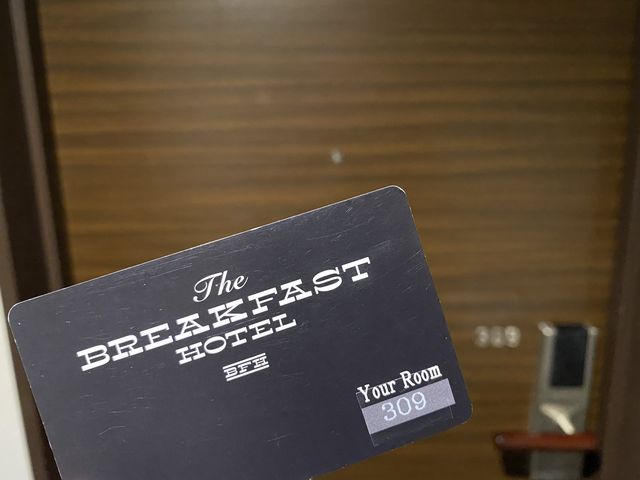 The
BREAKFAST
HOTEL
BFH
Your Room
309
309